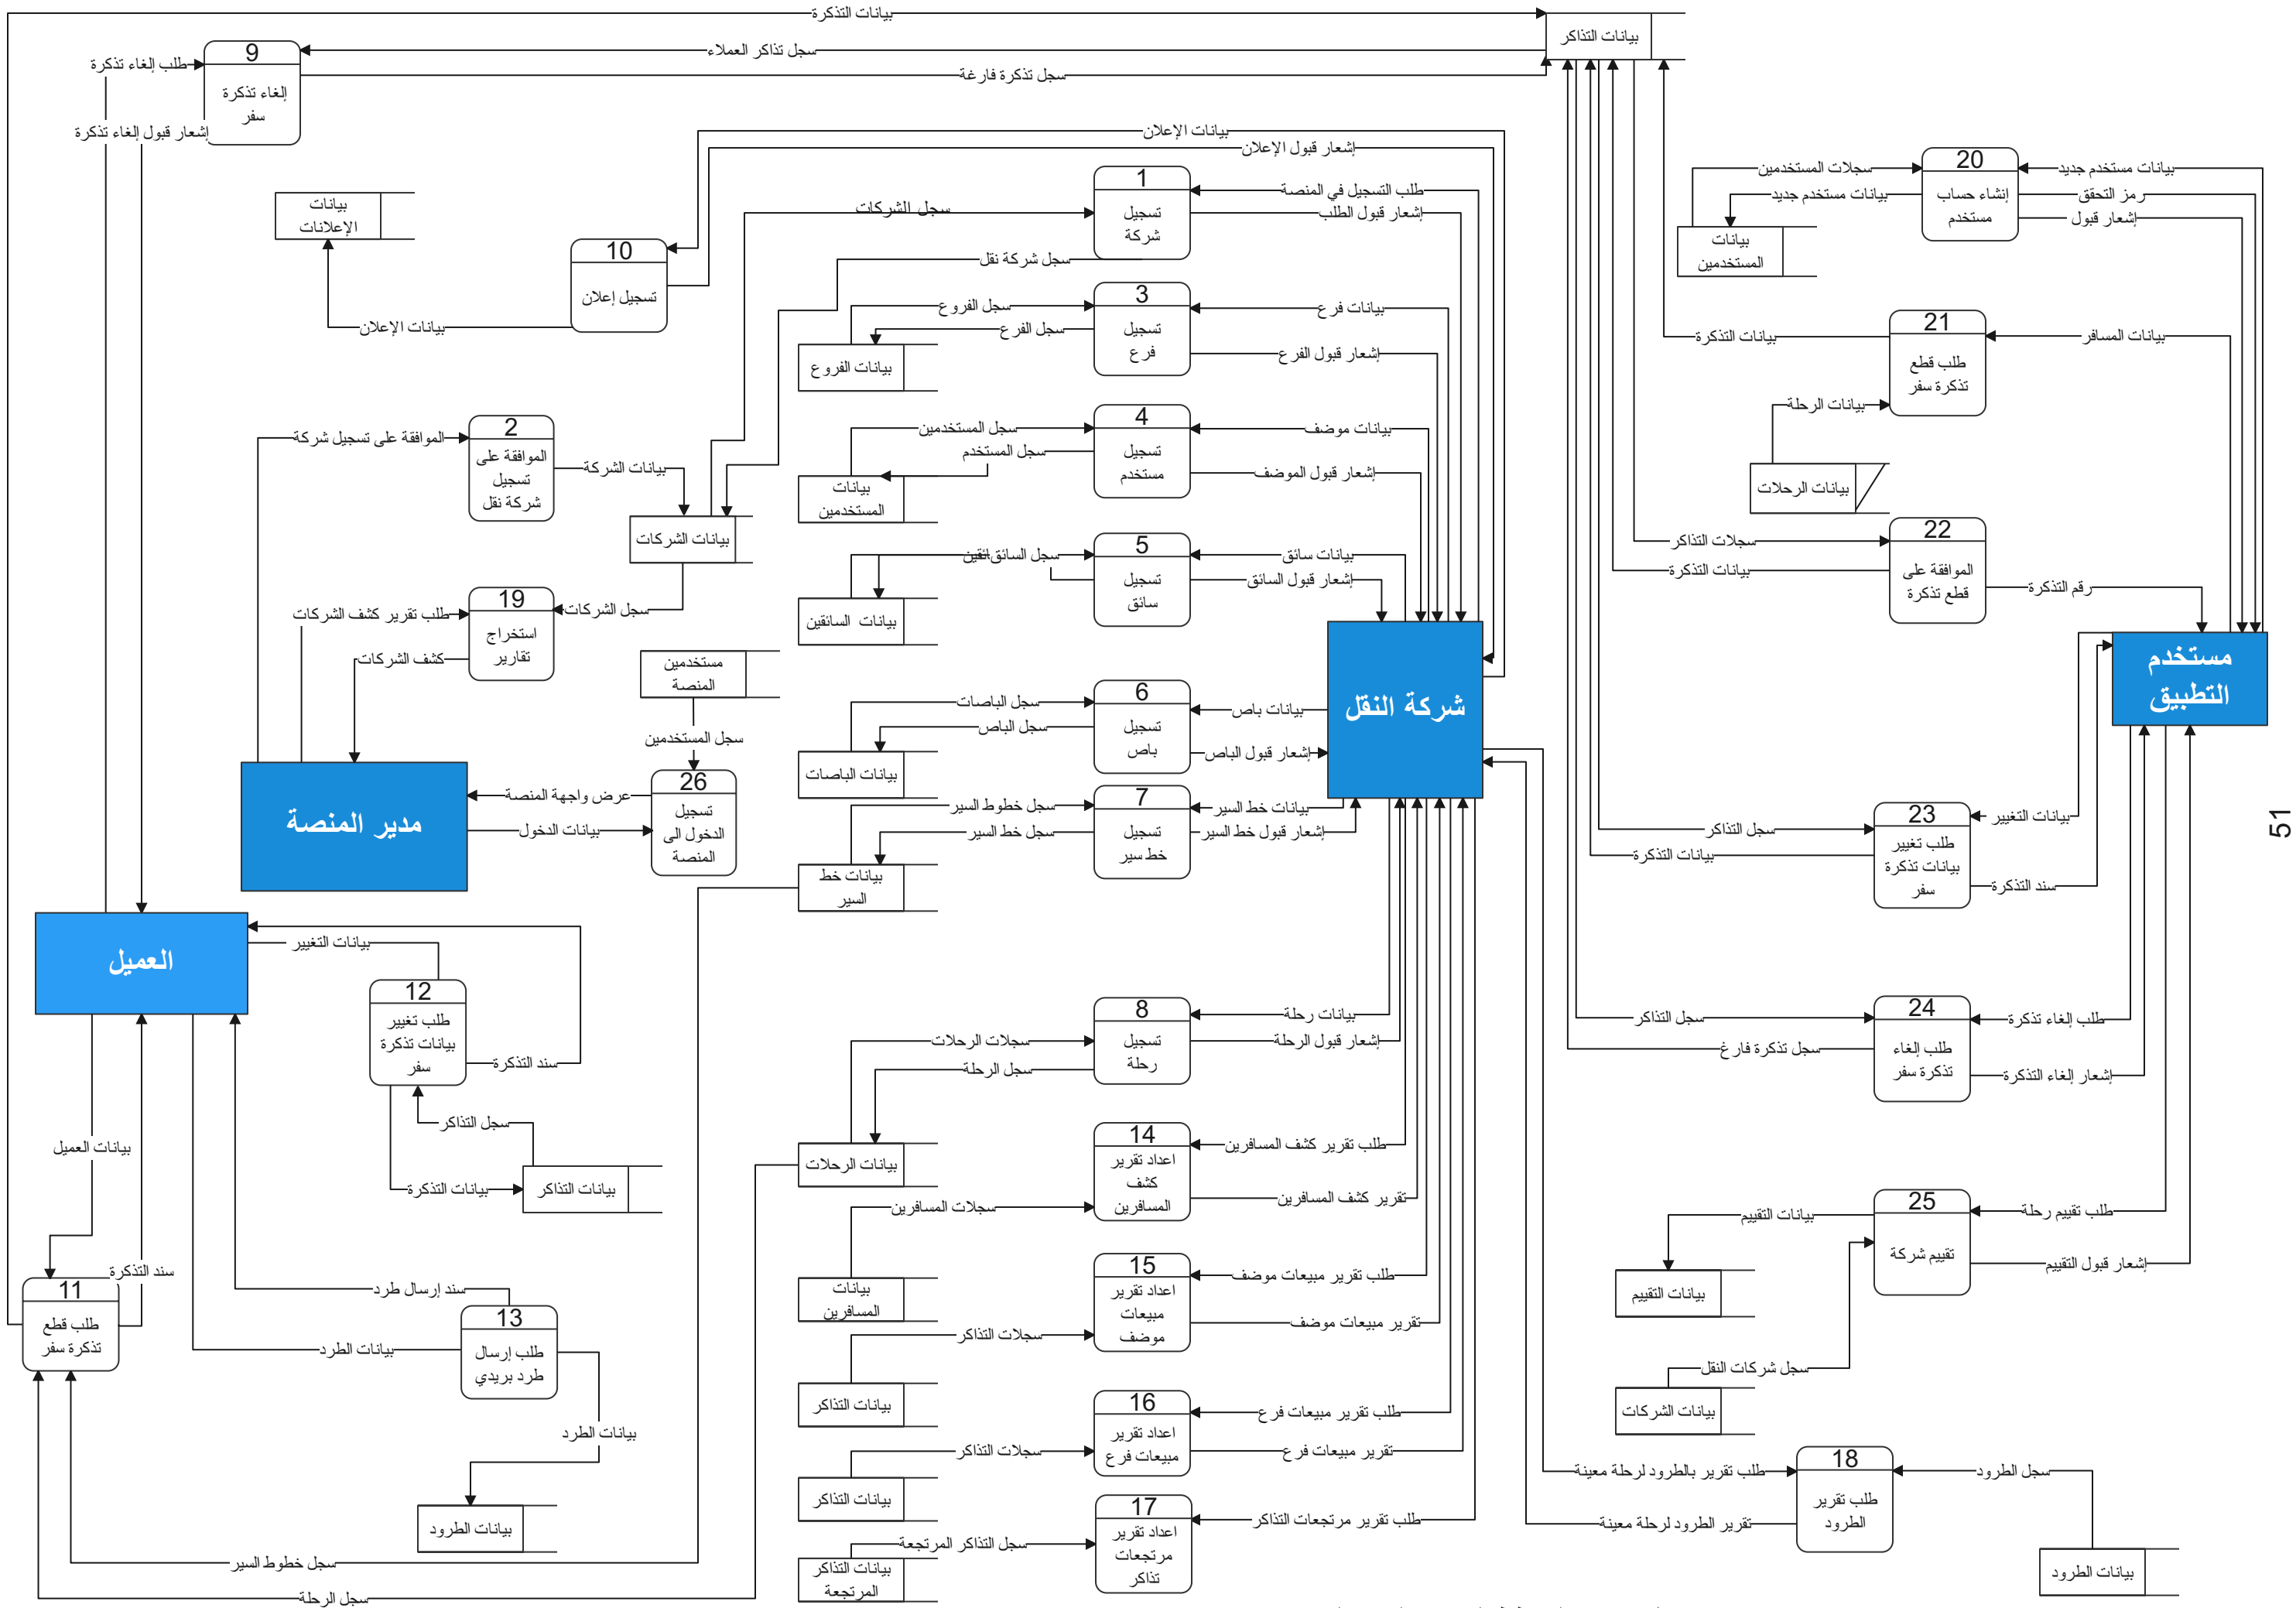 بيانات التذكرة
بيانات التذاكر
سجل تذاكر العملاء
سجل تذكرة فارغة
طلب إلغاء تذكرة
9
إلغاء تذكرة
سفر
إشعار قبول إلغاء تذكرة
بيانات الإعلان
إشعار قبول الإعلان
بيانات
الإعلانات
10
تسجيل إعلان
بيانات الإعلان
1
تسجيل
شركة
طلب التسجيل في المنصة
إشعار قبول الطلب
سجل الشركات
سجل شركة نقل
3
تسجيل
فرع
بيانات فرع
إشعار قبول الفرع
سجل الفروع
سجل الفرع
بيانات الفروع
4
تسجيل
مستخدم
بيانات موضف
إشعار قبول الموضف
سجل المستخدمين
سجل المستخدم
بيانات
المستخدمين
5
تسجيل
سائق
بيانات سائق
إشعار قبول السائق
سجل السائق
ائقين
بيانات السائقين
2
الموافقة على
تسجيل
شركة نقل
الموافقة على تسجيل شركة
بيانات الشركة
بيانات الشركات
19
استخراج
تقارير
طلب تقرير كشف الشركات
سجل الشركات
كشف الشركات
مستخدمين
المنصة
سجل المستخدمين
26
تسجيل
الدخول الى
المنصة
عرض واجهة المنصة
بيانات الدخول
مدير المنصة
شركة النقل
6
تسجيل
باص
بيانات باص
إشعار قبول الباص
سجل الباصات
سجل الباص
بيانات الباصات
7
تسجيل
خط سير
بيانات خط السير
إشعار قبول خط السير
سجل خطوط السير
سجل خط السير
بيانات خط
السير
8
تسجيل
رحلة
بيانات رحلة
إشعار قبول الرحلة
سجلات الرحلات
سجل الرحلة
بيانات الرحلات
14
اعداد تقرير
كشف
المسافرين
طلب تقرير كشف المسافرين
تقرير كشف المسافرين
سجلات المسافرين
بيانات
المسافرين
15
اعداد تقرير
مبيعات
موضف
طلب تقرير مبيعات موضف
تقرير مبيعات موضف
سجلات التذاكر
بيانات التذاكر
16
اعداد تقرير
مبيعات فرع
طلب تقرير مبيعات فرع
تقرير مبيعات فرع
سجلات التذاكر
بيانات التذاكر
17
اعداد تقرير
مرتجعات
تذاكر
طلب تقرير مرتجعات التذاكر
سجل التذاكر المرتجعة
بيانات التذاكر
المرتجعة
العميل
بيانات التغيير
12
طلب تغيير
بيانات تذكرة
سفر
سند التذكرة
سجل التذاكر
بيانات التذكرة
بيانات التذاكر
بيانات العميل
سند التذكرة
11
طلب قطع
تذكرة سفر
سند إرسال طرد
13
طلب إرسال
طرد بريدي
بيانات الطرد
بيانات الطرد
بيانات الطرود
سجل خطوط السير
سجل الرحلة
20
إنشاء حساب
مستخدم
بيانات مستخدم جديد
رمز التحقق
إشعار قبول
سجلات المستخدمين
بيانات مستخدم جديد
بيانات
المستخدمين
21
طلب قطع
تذكرة سفر
بيانات المسافر
بيانات التذكرة
بيانات الرحلة
بيانات الرحلات
22
الموافقة على
قطع تذكرة
سجلات التذاكر
بيانات التذكرة
رقم التذكرة
مستخدم
التطبيق
23
طلب تغيير
بيانات تذكرة
سفر
بيانات التغيير
سند التذكرة
سجل التذاكر
بيانات التذكرة
24
طلب إلغاء
تذكرة سفر
طلب إلغاء تذكرة
إشعار إلغاء التذكرة
سجل التذاكر
سجل تذكرة فارغ
25
تقييم شركة
طلب تقييم رحلة
إشعار قبول التقييم
بيانات التقييم
بيانات التقييم
سجل شركات النقل
بيانات الشركات
18
طلب تقرير
الطرود
طلب تقرير بالطرود لرحلة معينة
تقرير الطرود لرحلة معينة
سجل الطرود
بيانات الطرود
51